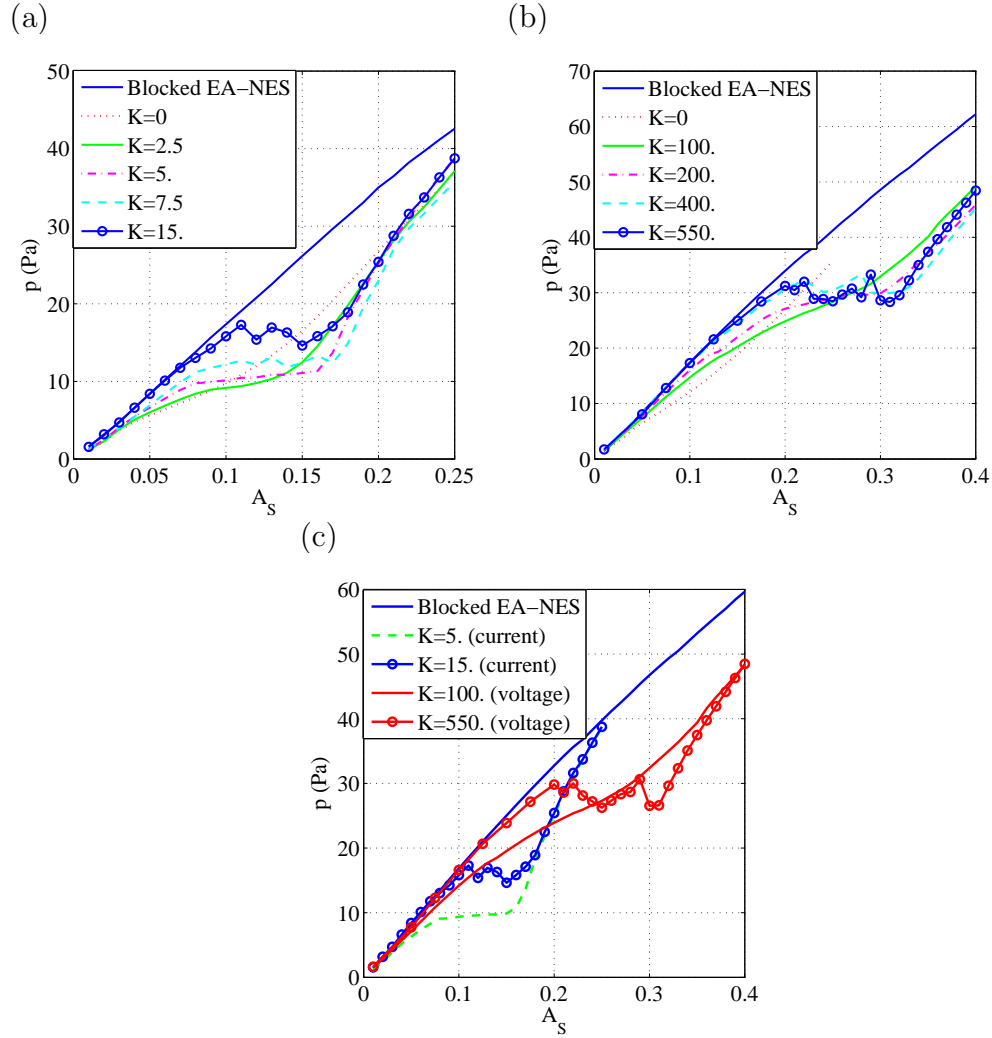 (a)
50
40
30
20
10
0
p (Pa)
Blocked EA−NES
K=0
K=2.5
K=5.
K=7.5
K=15.
0 0.05 0.1 0.15 0.2 0.25
A_S
(b)
70
60
50
40
30
20
10
0
p (Pa)
Blocked EA−NES
K=0
K=100.
K=200.
K=400.
K=550.
0 0.1 0.2 0.3 0.4
A_S
(c)
60
50
40
30
20
10
0
p (Pa)
Blocked EA−NES
K=5. (current)
K=15. (current)
K=100. (voltage)
K=550. (voltage)
0 0.1 0.2 0.3 0.4
A_S